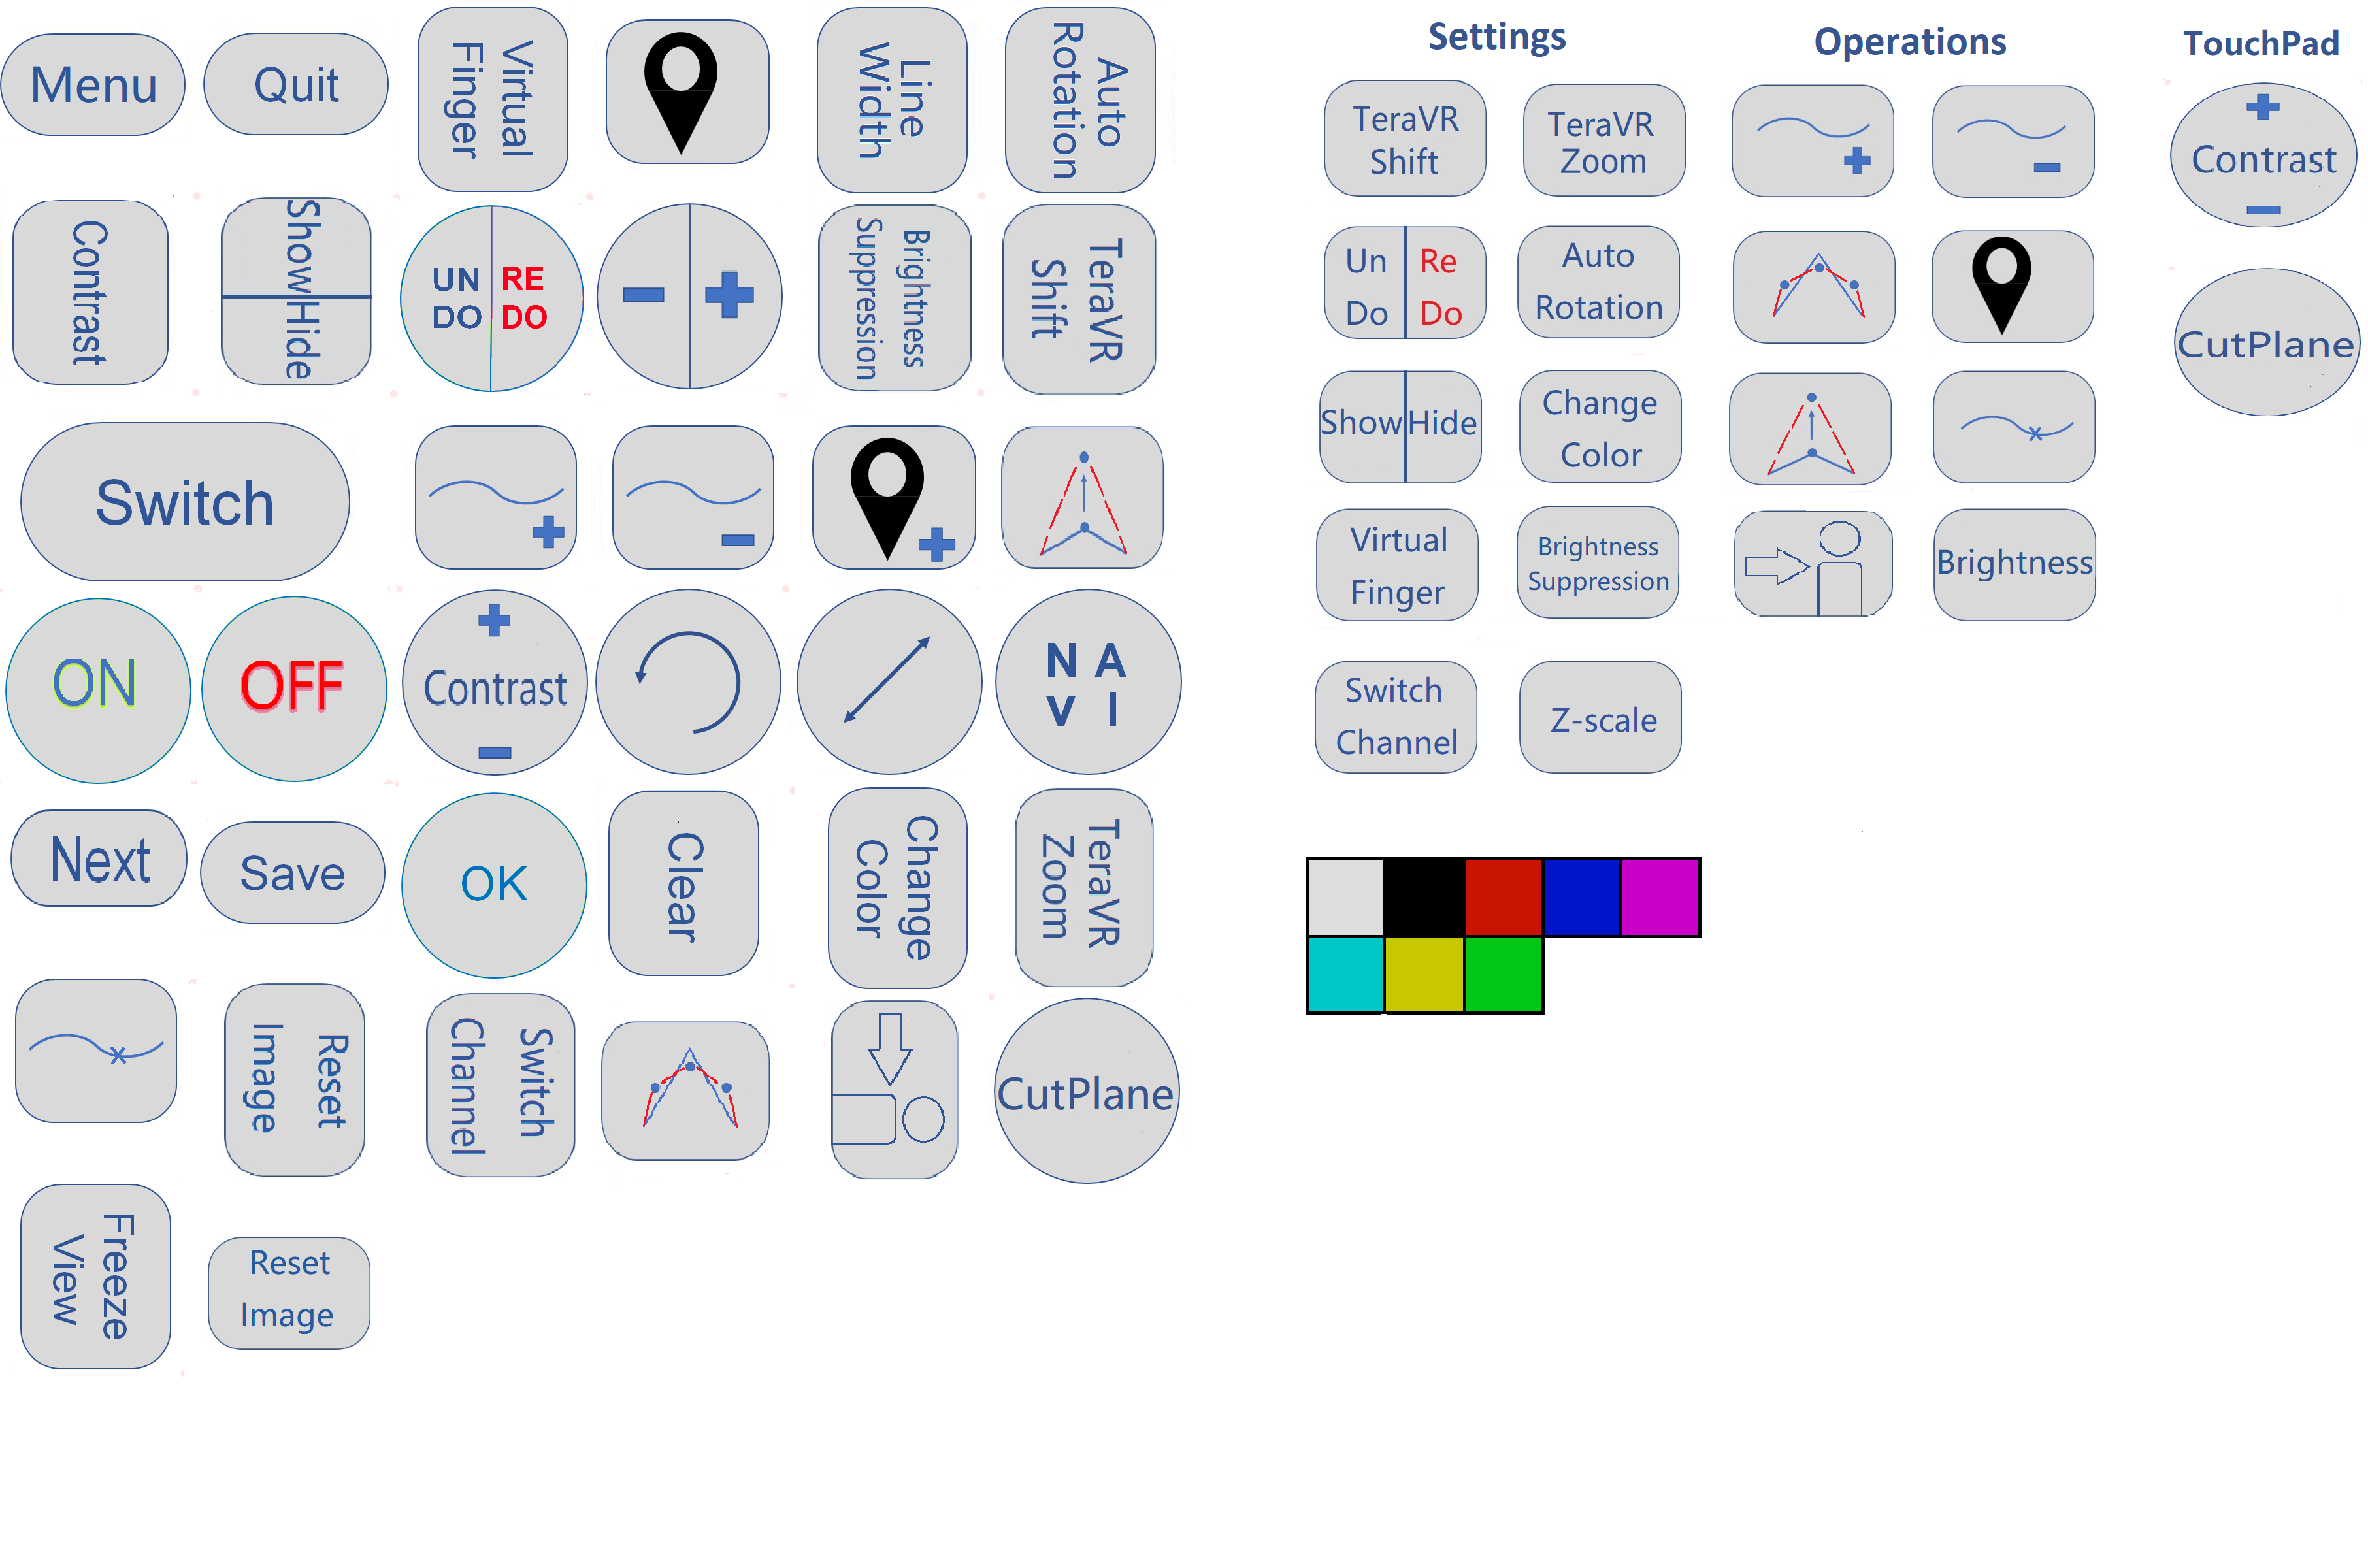 Menu
Quit
Virtual
Finger
Line
Width
Auto
Rotation
Contrast
Show
Hide
UN
DO
RE
DO
Brightness
Suppression
TeraVR
Shift
Switch
ON
OFF
Contrast
N A
V I
Next
Save
OK
Clear
Change
Color
TeraVR
Zoom
Reset
Image
Switch
Channel
CutPlane
Freeze
View
Reset
Image
Settings
TeraVR
Shift
TeraVR
Zoom
Un
Do
Re
Do
Auto
Rotation
Show
Hide
Change
Color
Virtual
Finger
Brightness
Suppression
Switch
Channel
Z-scale
Operations
Brightness
TouchPad
Contrast
CutPlane